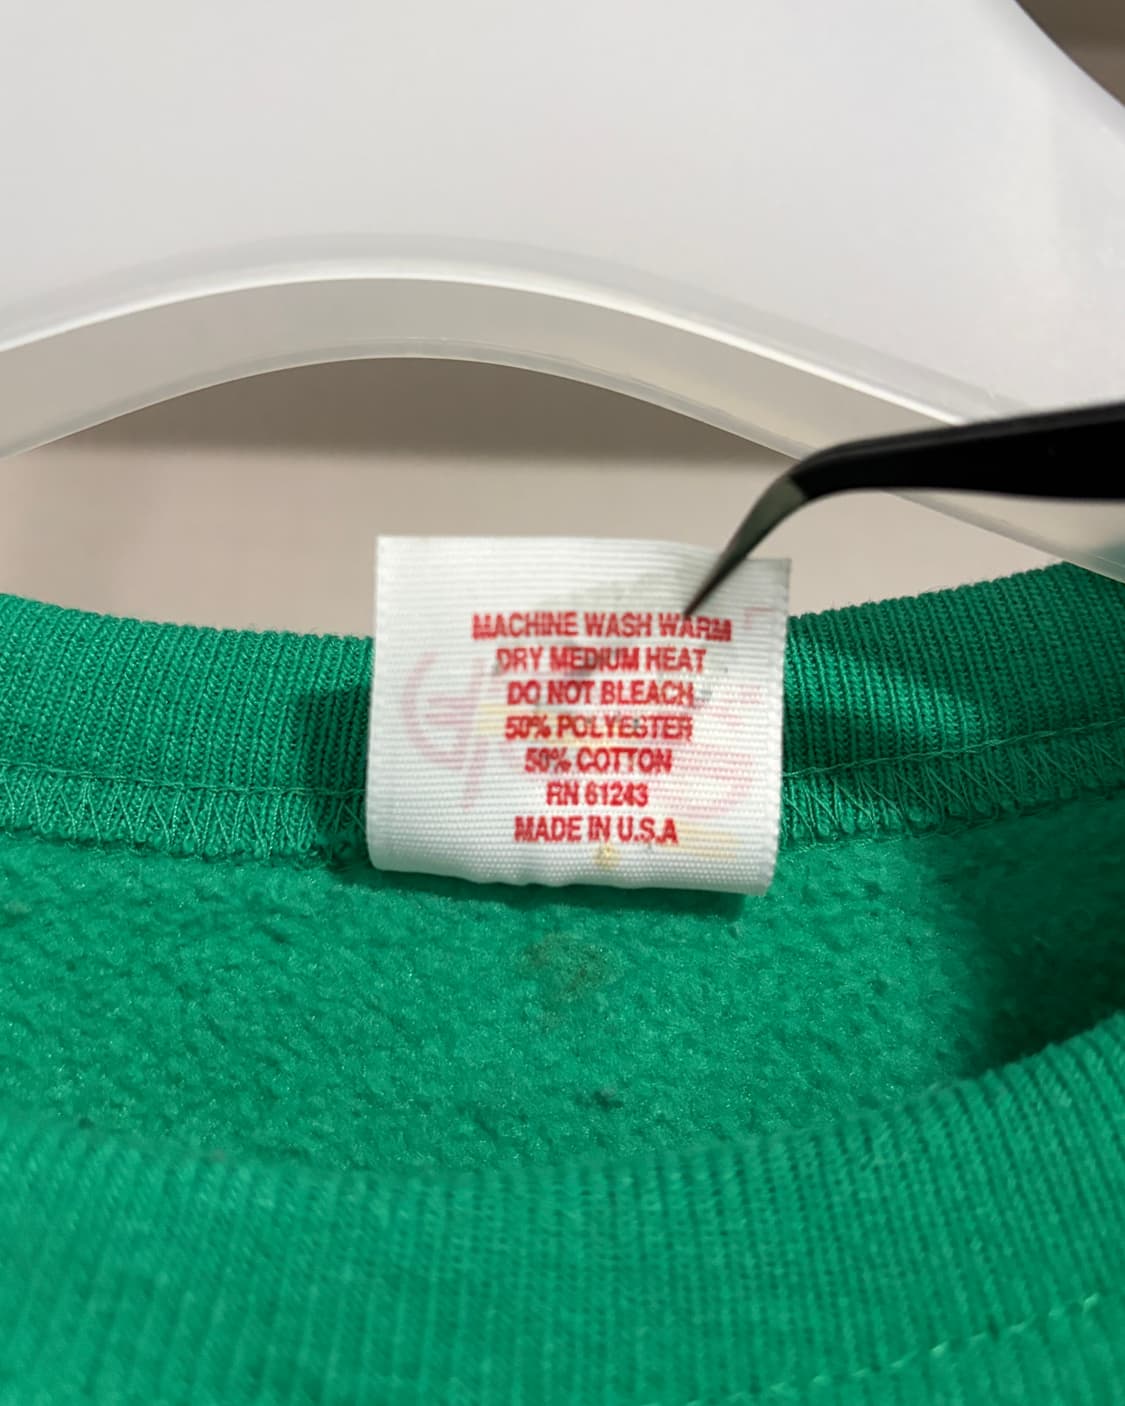 MACHINE WASH WARM
DRY MEDIUM HEAT
DO NOT BLEACH
50% POLYESTER
50% COTTON
RN 61243
MADE IN U.S.A